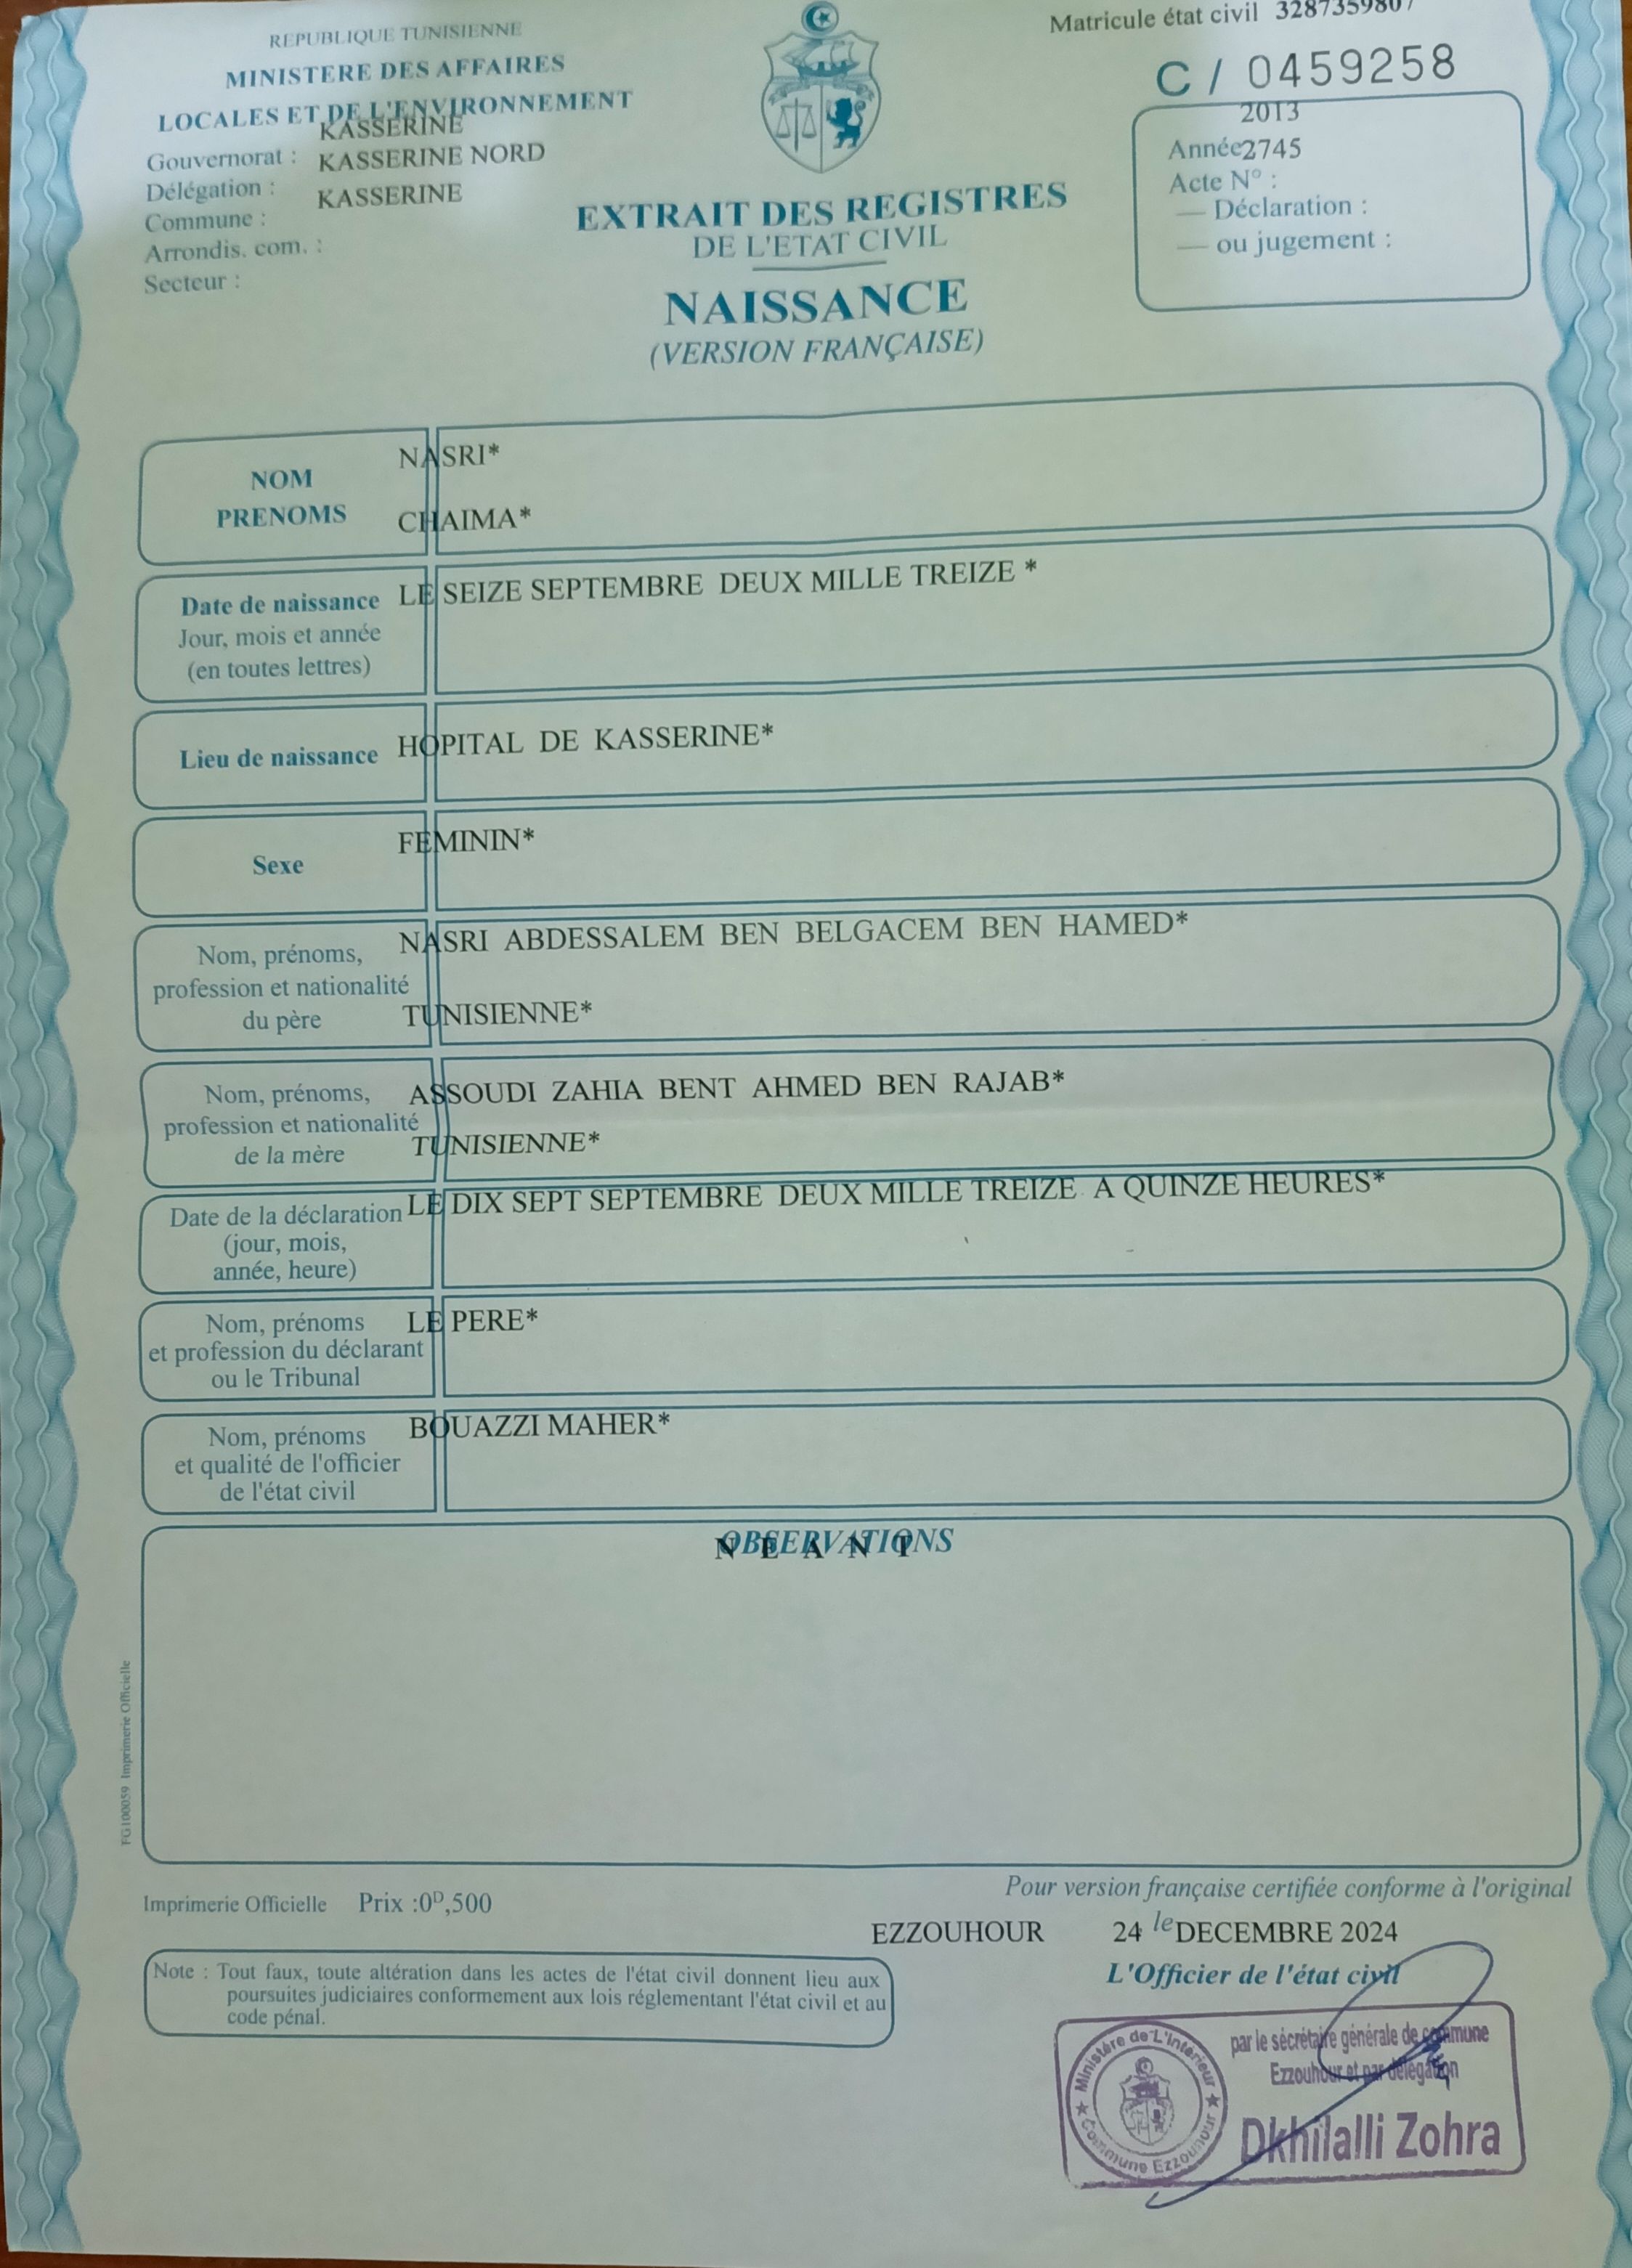 REPUBLIQUE TUNISIENNE
MINISTERE DES AFFAIRES
LOCALES ET DE L'ENVIRONNEMENT
KASSERINE
Gouvernorat : KASSERINE NORD
Délégation : KASSERINE
Commune :
Arrondis. com. :
Secteur :
Matricule état civil 3287359807
C / 0459258
2013
Année 2745
Acte N° :
— Déclaration :
— ou jugement :
EXTRAIT DES REGISTRES
DE L'ETAT CIVIL
NAISSANCE
(VERSION FRANÇAISE)
NOM NASRI*
PRENOMS CHAIMA*
Date de naissance LE SEIZE SEPTEMBRE DEUX MILLE TREIZE *
Jour, mois et année
(en toutes lettres)
Lieu de naissance HOPITAL DE KASSERINE*
Sexe FEMININ*
Nom, prénoms, NASRI ABDESSALEM BEN BELGACEM BEN HAMED*
profession et nationalité
du père TUNISIENNE*
Nom, prénoms, ASSOUDI ZAHIA BENT AHMED BEN RAJAB*
profession et nationalité
de la mère TUNISIENNE*
Date de la déclaration LE DIX SEPT SEPTEMBRE DEUX MILLE TREIZE A QUINZE HEURES*
(jour, mois,
année, heure)
Nom, prénoms LE PERE*
et profession du déclarant
ou le Tribunal
Nom, prénoms BOUAZZI MAHER*
et qualité de l'officier
de l'état civil
OBSERVATIONS
N E A N T
FG100059 Imprimerie Officielle
Imprimerie Officielle Prix :0D,500
Pour version française certifiée conforme à l'original
EZZOUHOUR 24 le DECEMBRE 2024
L'Officier de l'état civil
Note : Tout faux, toute altération dans les actes de l'état civil donnent lieu aux
poursuites judiciaires conformement aux lois réglementant l'état civil et au
code pénal.
Ministère de L'intérieur
Commune Ezzouhour
par le sécrétaire générale de commune
Ezzouhour et par délégation
Dkhilalli Zohra